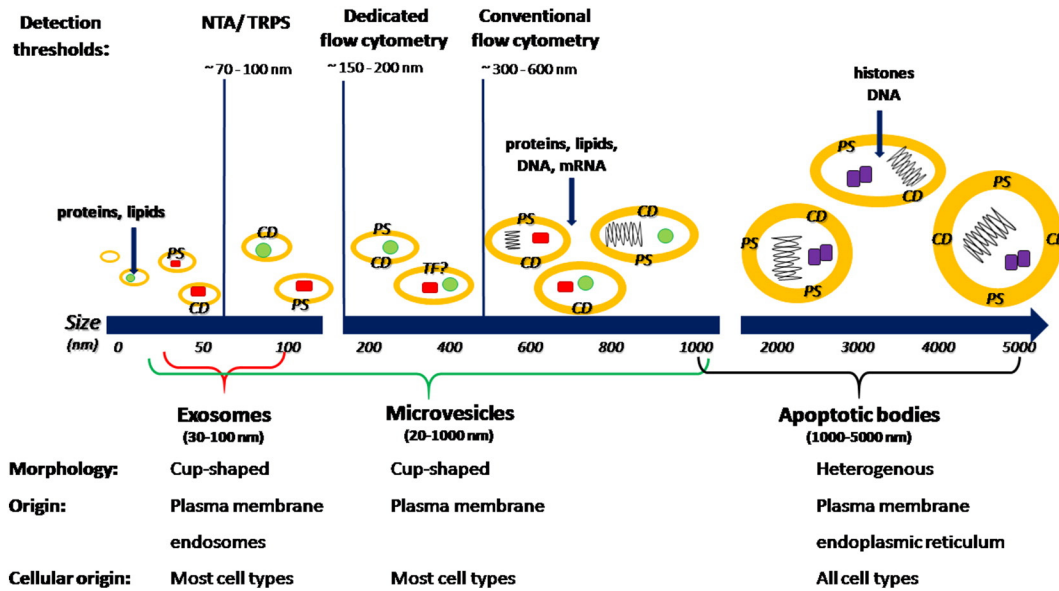 Detection
thresholds:
NTA/ TRPS
~ 70 - 100 nm
Dedicated
flow cytometry
~ 150 - 200 nm
Conventional
flow cytometry
~ 300 - 600 nm
histones
DNA
proteins, lipids,
DNA, mRNA
proteins, lipids
PS
CD
CD
PS
PS
CD
TF?
PS
CD
CD
PS
CD
PS
CD
PS
CD
PS
PS
CD
CD
PS
Size
(nm)
0 50 100 200 400 600 800 1000 2000 3000 4000 5000
Exosomes
(30-100 nm)
Microvesicles
(20-1000 nm)
Apoptotic bodies
(1000-5000 nm)
Morphology: Cup-shaped Cup-shaped Heterogenous
Origin: Plasma membrane Plasma membrane Plasma membrane
endosomes endoplasmic reticulum
Cellular origin: Most cell types Most cell types All cell types